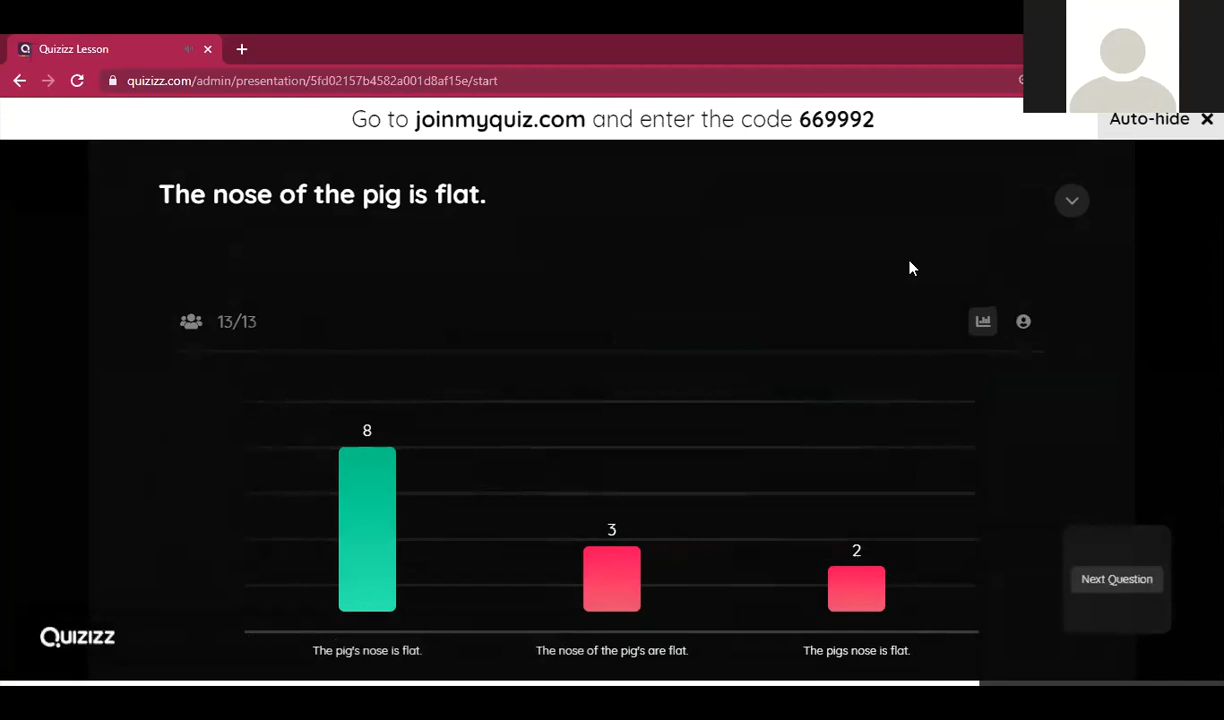 Quizizz Lesson
quizizz.com/admin/presentation/5fd02157b4582a001d8af15e/start
Go to joinmyquiz.com and enter the code 669992
Auto-hide
The nose of the pig is flat.
13/13
8
3
2
Next Question
Quizizz
The pig's nose is flat.
The nose of the pig's are flat.
The pigs nose is flat.